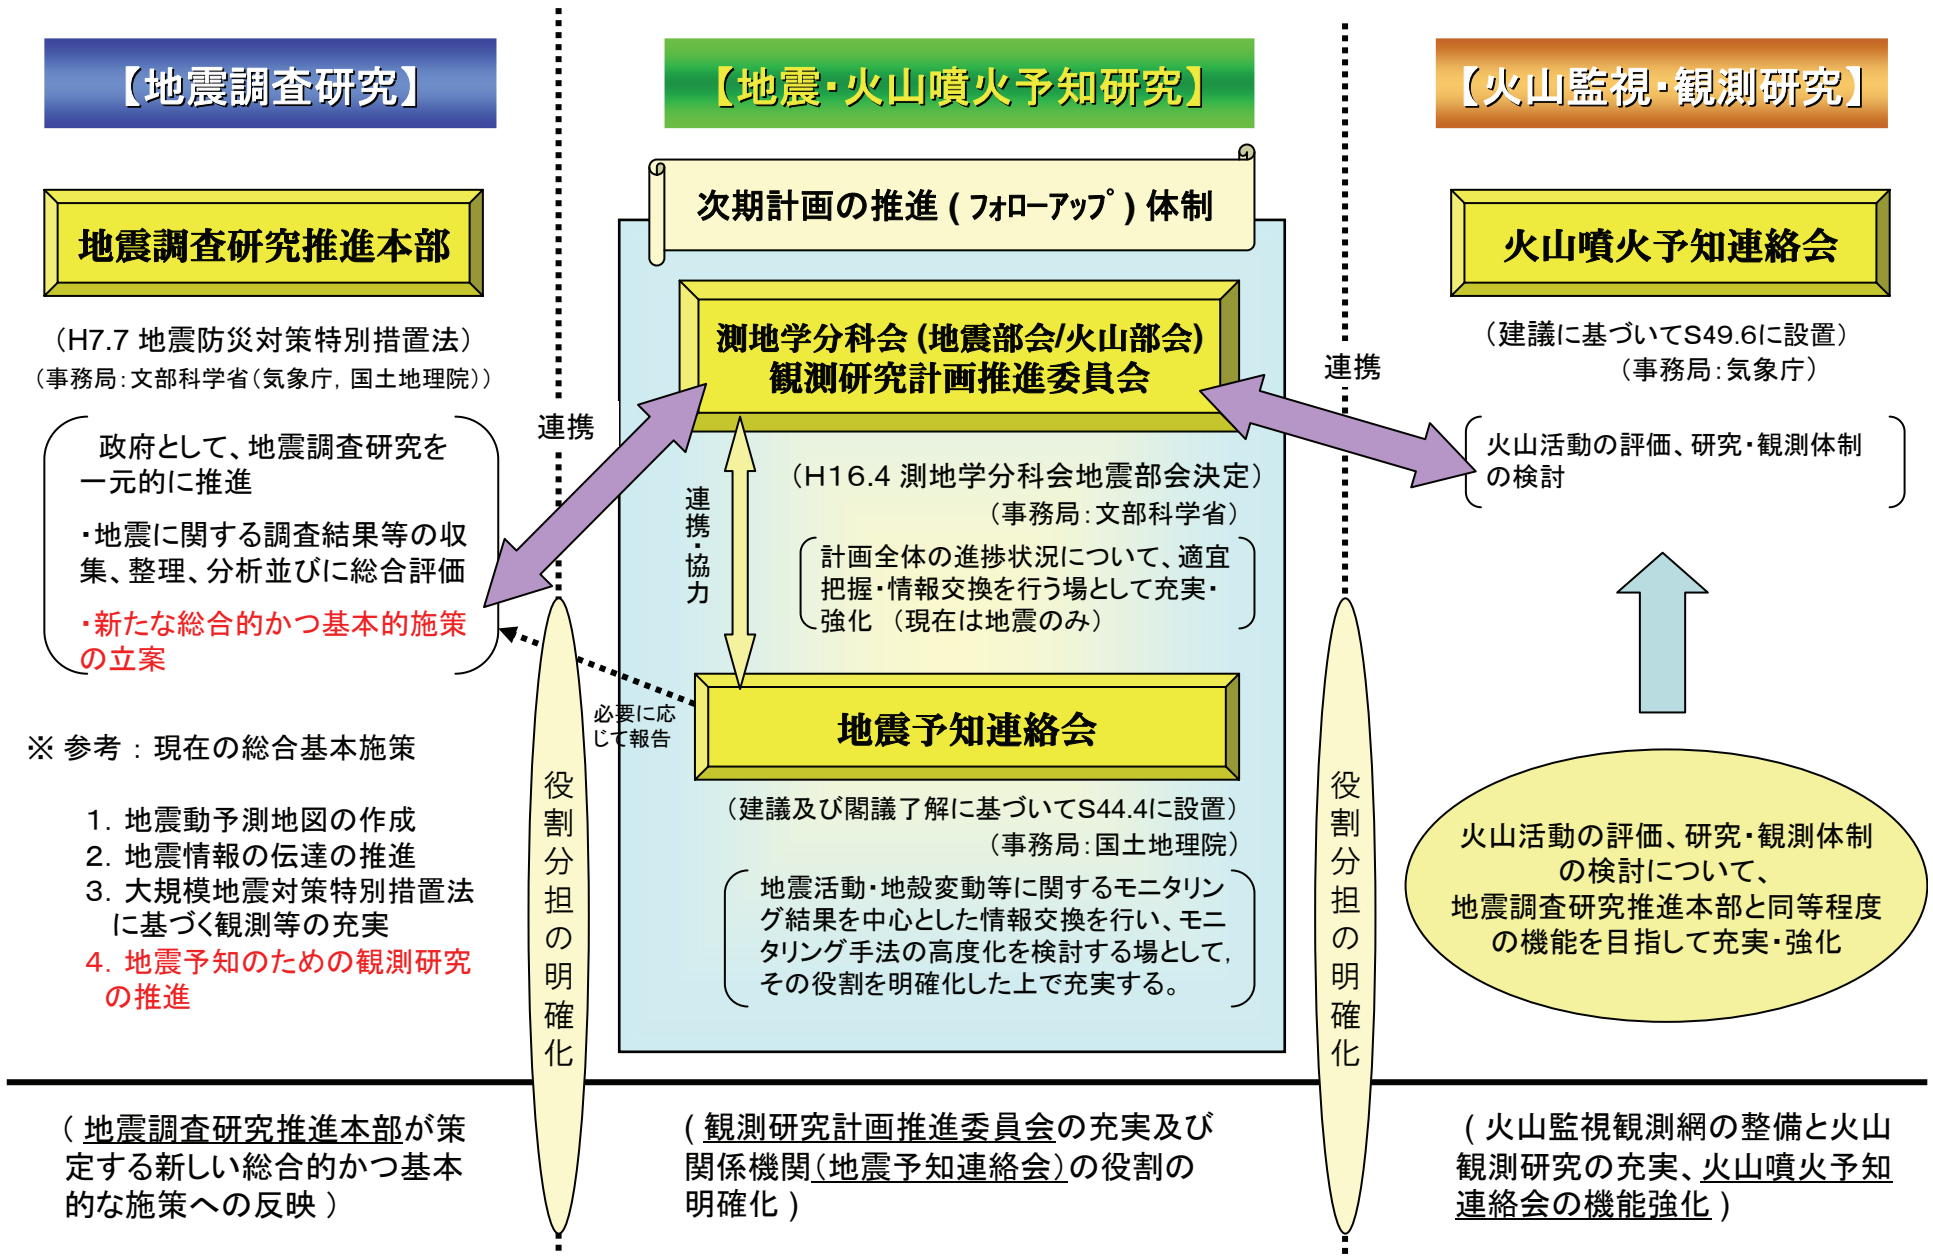 【地震調査研究】
地震調査研究推進本部
（H7.7 地震防災対策特別措置法）
（事務局：文部科学省（気象庁，国土地理院））
政府として、地震調査研究を
一元的に推進
・地震に関する調査結果等の収
集、整理、分析並びに総合評価
・新たな総合的かつ基本的施策
の立案
※ 参考 ： 現在の総合基本施策
1．地震動予測地図の作成
2．地震情報の伝達の推進
3．大規模地震対策特別措置法
に基づく観測等の充実
4．地震予知のための観測研究
の推進
（ 地震調査研究推進本部が策
定する新しい総合的かつ基本
的な施策への反映 ）
連携
役割分担の明確化
【地震・火山噴火予知研究】
次期計画の推進 ( フォローアップ ) 体制
測地学分科会 (地震部会/火山部会)
観測研究計画推進委員会
（H16.4 測地学分科会地震部会決定）
（事務局：文部科学省）
計画全体の進捗状況について、適宜
把握・情報交換を行う場として充実・
強化 （現在は地震のみ）
連携・協力
必要に応
じて報告
地震予知連絡会
（建議及び閣議了解に基づいてS44.4に設置）
（事務局：国土地理院）
地震活動・地殻変動等に関するモニタリン
グ結果を中心とした情報交換を行い、モニ
タリング手法の高度化を検討する場として，
その役割を明確化した上で充実する。
( 観測研究計画推進委員会の充実及び
関係機関（地震予知連絡会）の役割の
明確化 )
連携
役割分担の明確化
【火山監視・観測研究】
火山噴火予知連絡会
（建議に基づいてS49.6に設置）
（事務局：気象庁）
火山活動の評価、研究・観測体制
の検討
火山活動の評価、研究・観測体制
の検討について、
地震調査研究推進本部と同等程度
の機能を目指して充実・強化
( 火山監視観測網の整備と火山
観測研究の充実、火山噴火予知
連絡会の機能強化 )